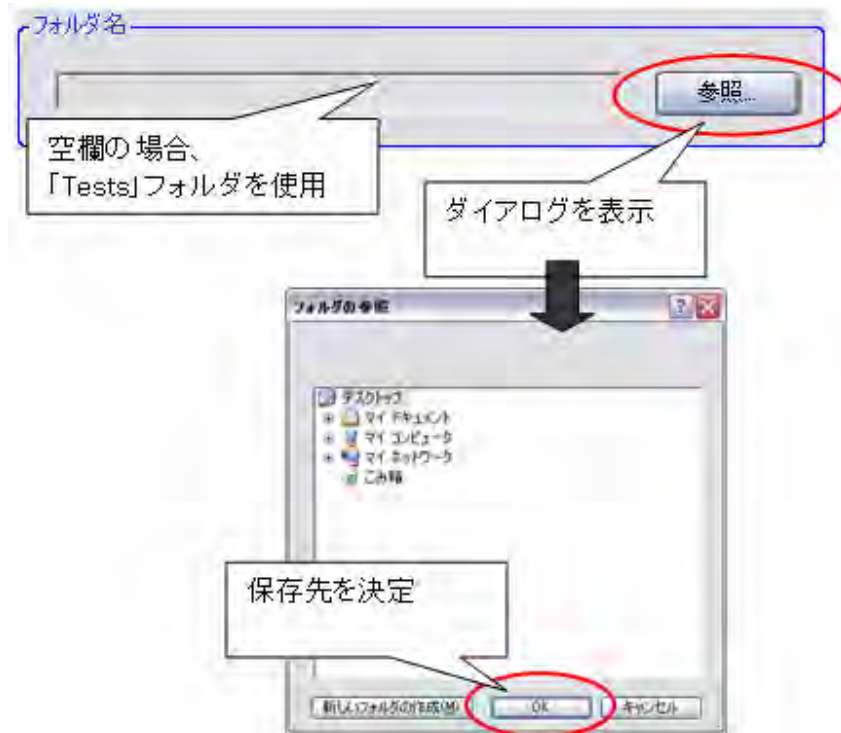 フォルダ名
参照...
空欄の場合、
「Tests」フォルダを使用
ダイアログを表示
フォルダの参照
デスクトップ
マイ ドキュメント
マイ コンピュータ
マイ ネットワーク
ごみ箱
保存先を決定
新しいフォルダの作成(M)
OK
キャンセル